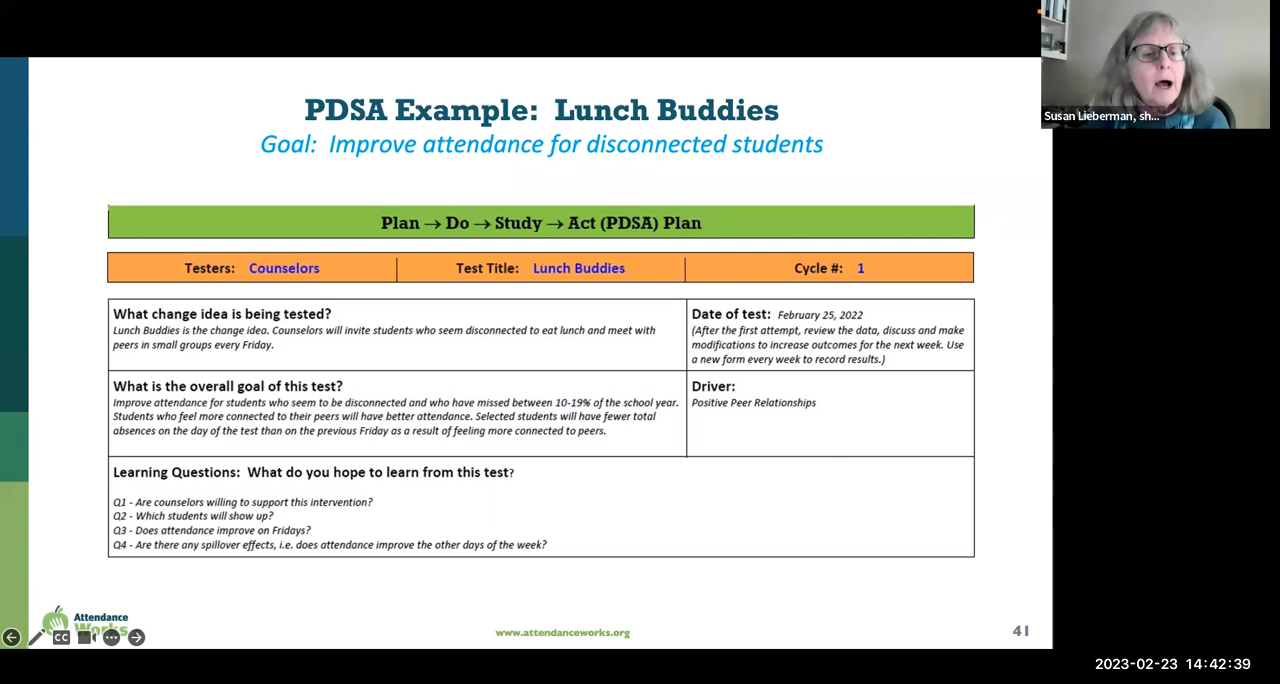 PDSA Example: Lunch Buddies
Goal: Improve attendance for disconnected students
Susan Lieberman, sh...
Plan → Do → Study → Act (PDSA) Plan
Testers: Counselors
Test Title: Lunch Buddies
Cycle #: 1
What change idea is being tested?
Lunch Buddies is the change idea. Counselors will invite students who seem disconnected to eat lunch and meet with
peers in small groups every Friday.
Date of test: February 25, 2022
(After the first attempt, review the data, discuss and make
modifications to increase outcomes for the next week. Use
a new form every week to record results.)
What is the overall goal of this test?
Improve attendance for students who seem to be disconnected and who have missed between 10-19% of the school year.
Students who feel more connected to their peers will have better attendance. Selected students will have fewer total
absences on the day of the test than on the previous Friday as a result of feeling more connected to peers.
Driver:
Positive Peer Relationships
Learning Questions: What do you hope to learn from this test?
Q1 - Are counselors willing to support this intervention?
Q2 - Which students will show up?
Q3 - Does attendance improve on Fridays?
Q4 - Are there any spillover effects, i.e. does attendance improve the other days of the week?
Attendance
Works
CC
www.attendanceworks.org
41
2023-02-23 14:42:39